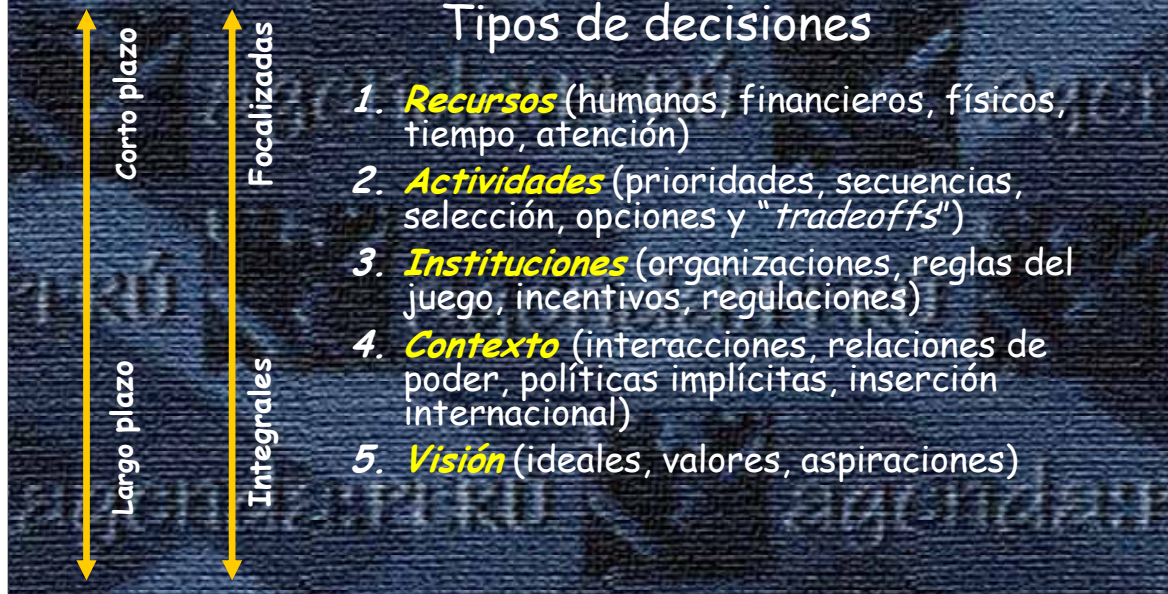 Tipos de decisiones
Corto plazo
Largo plazo
Focalizadas
Integrales
1. Recursos (humanos, financieros, físicos,
tiempo, atención)
2. Actividades (prioridades, secuencias,
selección, opciones y “tradeoffs”)
3. Instituciones (organizaciones, reglas del
juego, incentivos, regulaciones)
4. Contexto (interacciones, relaciones de
poder, políticas implícitas, inserción
internacional)
5. Visión (ideales, valores, aspiraciones)